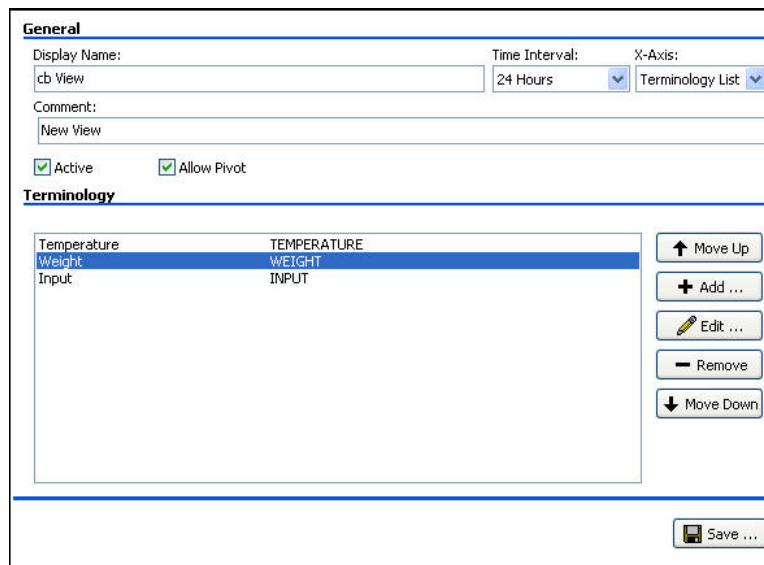 General
Display Name: Time Interval: X-Axis:
cb View 24 Hours Terminology List
Comment:
New View
Active Allow Pivot
Terminology
Temperature TEMPERATURE
Weight WEIGHT
Input INPUT
Move Up
Add ...
Edit ...
Remove
Move Down
Save ...